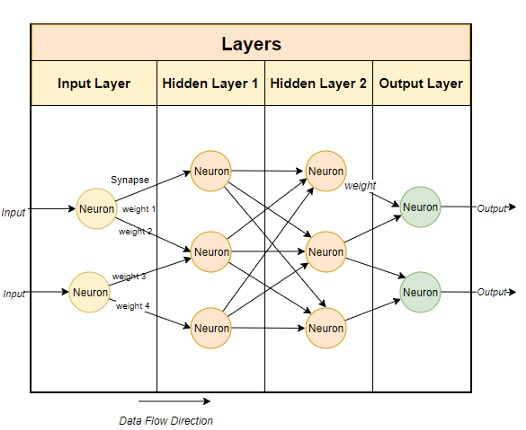 Layers
Input Layer
Hidden Layer 1
Hidden Layer 2
Output Layer
Synapse
Neuron
Neuron
weight
Input
Neuron
weight 1
Neuron
Output
weight 2
Neuron
Neuron
weight 3
Input
Neuron
Neuron
Output
weight 4
Neuron
Neuron
Data Flow Direction